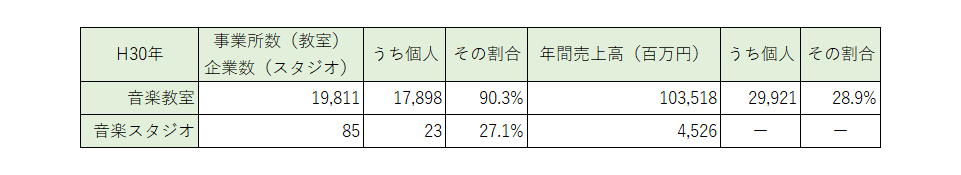 H30年 事業所数（教室） 企業数（スタジオ） うち個人 その割合 年間売上高（百万円） うち個人 その割合
音楽教室 19,811 17,898 90.3% 103,518 29,921 28.9%
音楽スタジオ 85 23 27.1% 4,526 － －